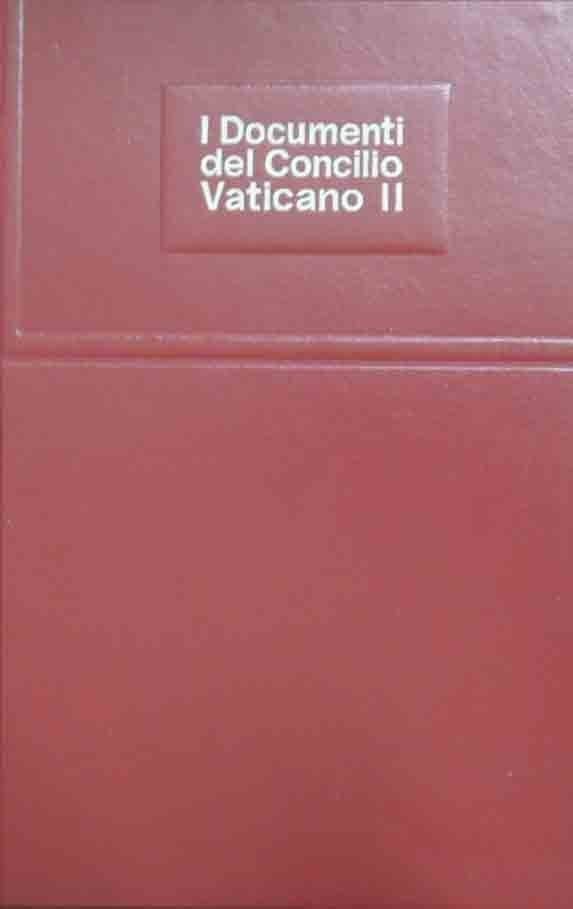 I Documenti
del Concilio
Vaticano II